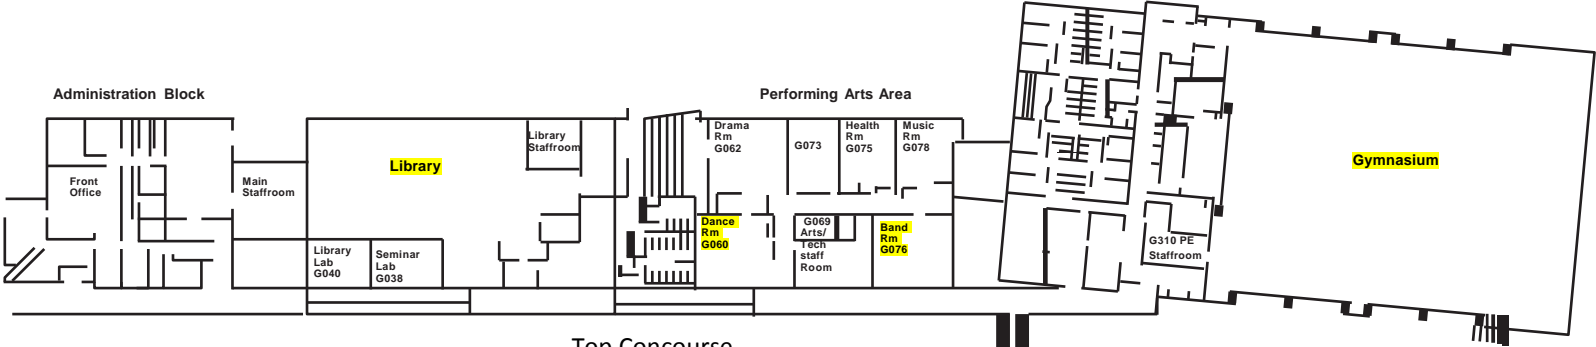 Administration Block
Performing Arts Area
Front
Office
Main
Staffroom
Library
Library
Staffroom
Library
Lab
G040
Seminar
Lab
G038
Drama
Rm
G062
G073
Health
Rm
G075
Music
Rm
G078
Dance
Rm
G060
G069
Arts/
Tech
staff
Room
Band
Rm
G076
Gymnasium
G310 PE
Staffroom
Top Concourse